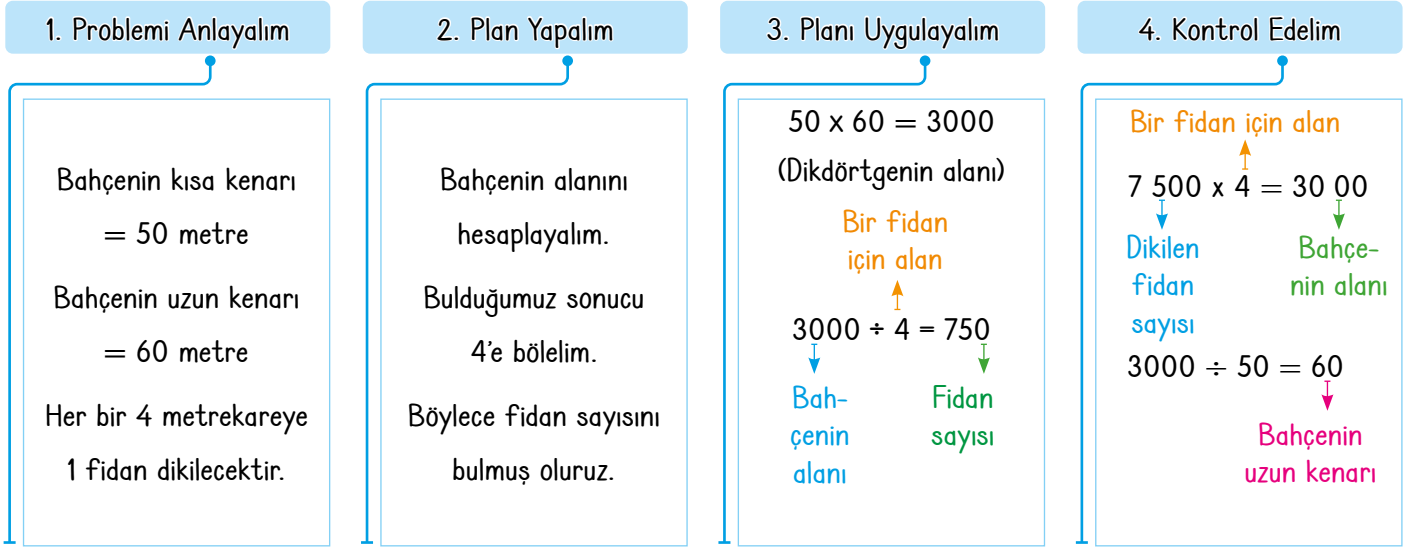 1. Problemi Anlayalım
Bahçenin kısa kenarı
= 50 metre
Bahçenin uzun kenarı
= 60 metre
Her bir 4 metrekareye
1 fidan dikilecektir.
2. Plan Yapalım
Bahçenin alanını
hesaplayalım.
Bulduğumuz sonucu
4'e bölelim.
Böylece fidan sayısını
bulmuş oluruz.
3. Planı Uygulayalım
50 x 60 = 3000
(Dikdörtgenin alanı)
Bir fidan
için alan
3000 ÷ 4 = 750
Bah-
çenin
alanı
Fidan
sayısı
4. Kontrol Edelim
Bir fidan için alan
7 500 x 4 = 30 00
Dikilen
fidan
sayısı
Bahçe-
nin alanı
3000 ÷ 50 = 60
Bahçenin
uzun kenarı